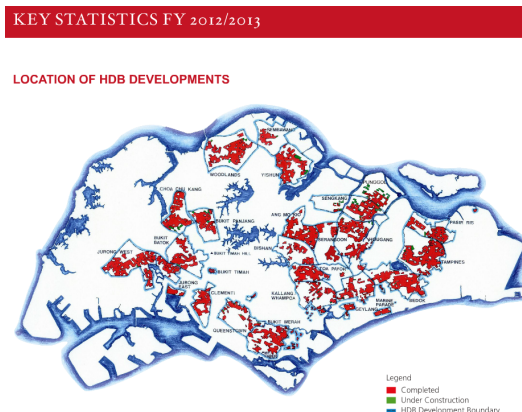 KEY STATISTICS FY 2012/2013
LOCATION OF HDB DEVELOPMENTS
SEMBAWANG
WOODLANDS
YISHUN
PUNGGOL
CHOA CHU KANG
SENGKANG
PASIR RIS
ANG MO KIO
BUKIT PANJANG
SERANGOON
HOUGANG
BUKIT
BATOK
BISHAN
BUKIT TIMAH HILL
JURONG WEST
TAMPINES
TOA PAYOH
BUKIT TIMAH
JURONG
EAST
CLEMENTI
KALLANG
WHAMPOA
MARINE
PARADE
BEDOK
GEYLANG
BUKIT MERAH
QUEENSTOWN
Legend
Completed
Under Construction
HDB Development Boundary